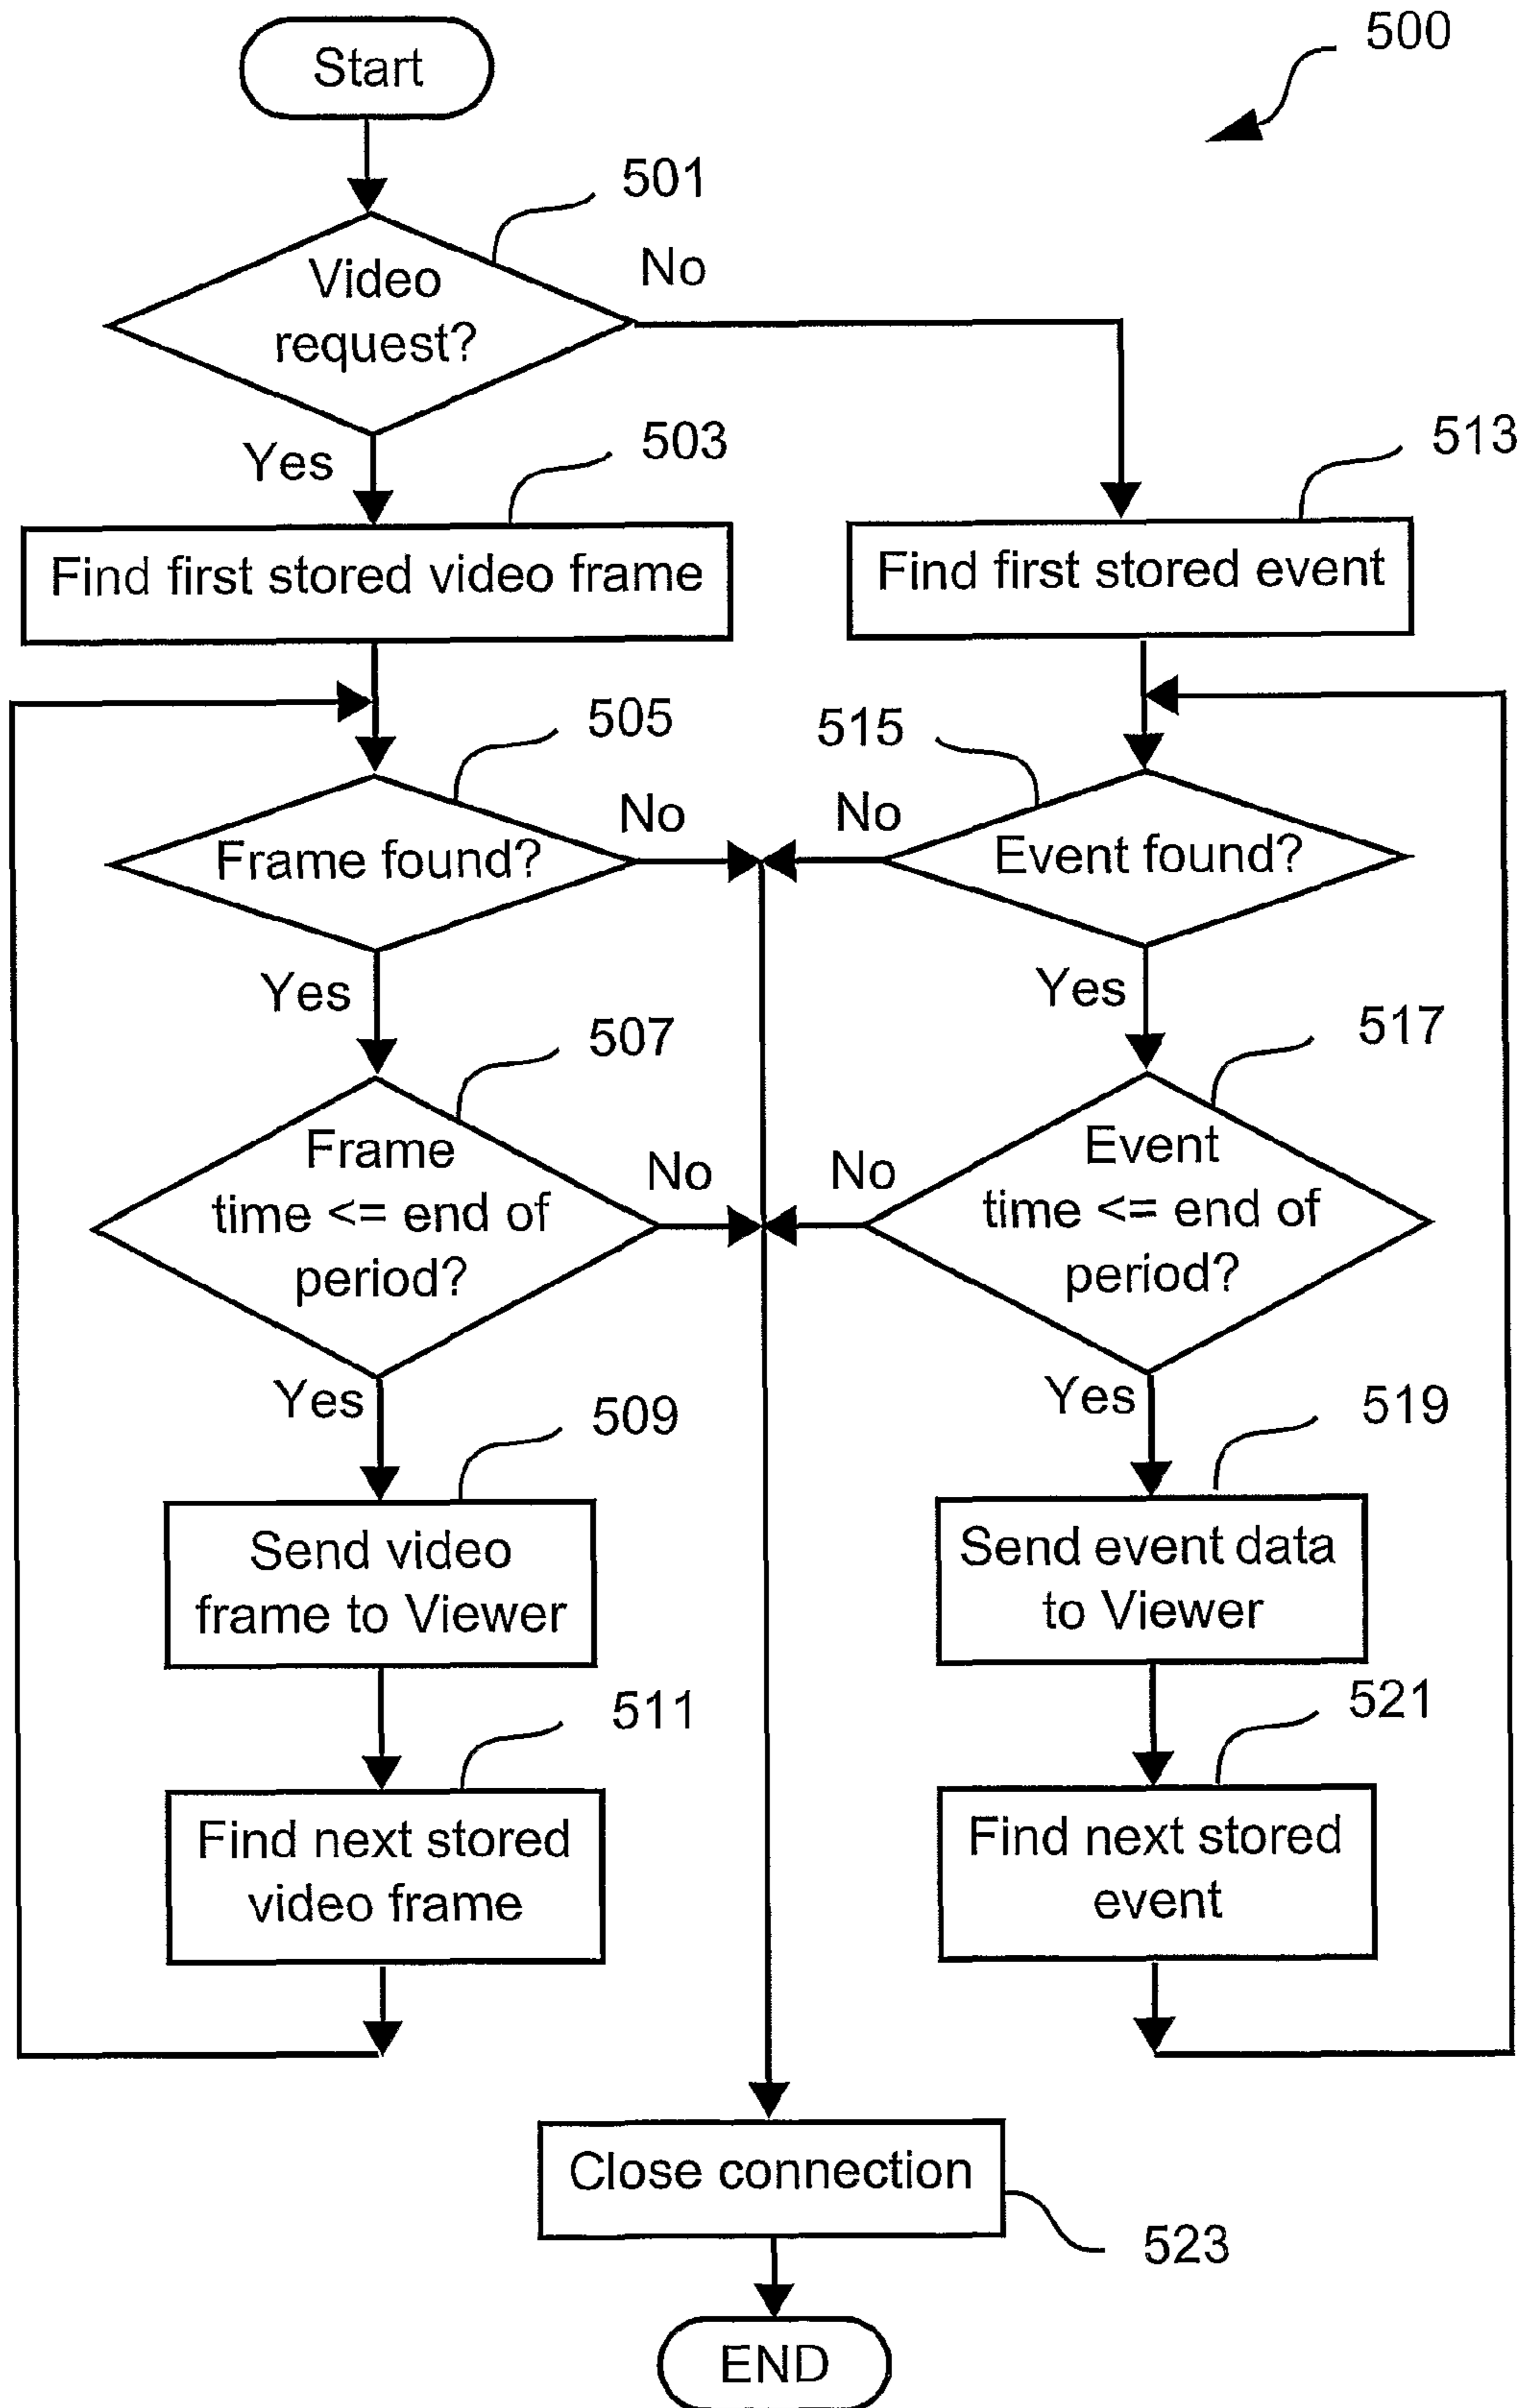 500
Start
501
Video
request?
No
Yes
503
513
Find first stored video frame
Find first stored event
505
515
No
No
Frame found?
Event found?
Yes
Yes
507
517
Frame
time <= end of
period?
No
No
Event
time <= end of
period?
Yes
Yes
509
519
Send video
frame to Viewer
Send event data
to Viewer
511
521
Find next stored
video frame
Find next stored
event
Close connection
523
END